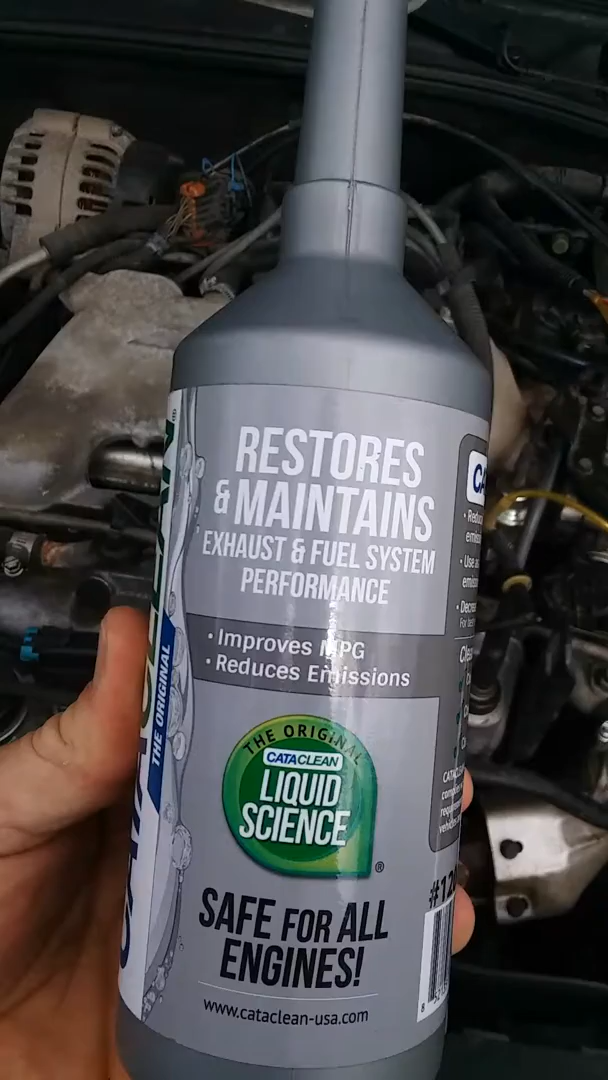 RESTORES
& MAINTAINS
EXHAUST & FUEL SYSTEM
PERFORMANCE
• Improves MPG
• Reduces Emissions
THE ORIGINAL
CATACLEAN
LIQUID
SCIENCE
®
SAFE FOR ALL
ENGINES!
www.cataclean-usa.com
THE ORIGINAL